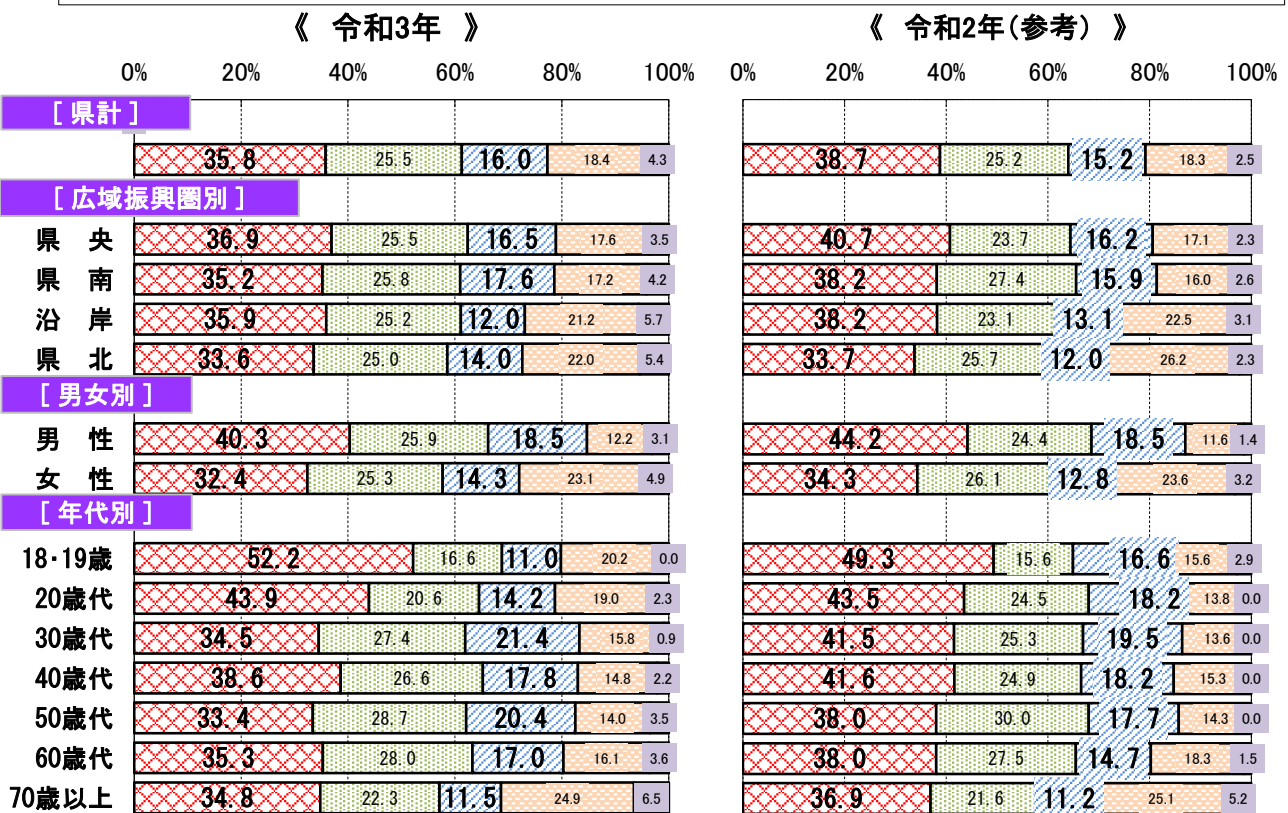 《 令和3年 》 《 令和2年(参考) 》
0% 20% 40% 60% 80% 100% 0% 20% 40% 60% 80% 100%
[ 県計 ]
35.8 25.5 16.0 18.4 4.3 38.7 25.2 15.2 18.3 2.5
[ 広域振興圏別 ]
県 央 36.9 25.5 16.5 17.6 3.5 40.7 23.7 16.2 17.1 2.3
県 南 35.2 25.8 17.6 17.2 4.2 38.2 27.4 15.9 16.0 2.6
沿 岸 35.9 25.2 12.0 21.2 5.7 38.2 23.1 13.1 22.5 3.1
県 北 33.6 25.0 14.0 22.0 5.4 33.7 25.7 12.0 26.2 2.3
[ 男女別 ]
男 性 40.3 25.9 18.5 12.2 3.1 44.2 24.4 18.5 11.6 1.4
女 性 32.4 25.3 14.3 23.1 4.9 34.3 26.1 12.8 23.6 3.2
[ 年代別 ]
18・19歳 52.2 16.6 11.0 20.2 0.0 49.3 15.6 16.6 15.6 2.9
20歳代 43.9 20.6 14.2 19.0 2.3 43.5 24.5 18.2 13.8 0.0
30歳代 34.5 27.4 21.4 15.8 0.9 41.5 25.3 19.5 13.6 0.0
40歳代 38.6 26.6 17.8 14.8 2.2 41.6 24.9 18.2 15.3 0.0
50歳代 33.4 28.7 20.4 14.0 3.5 38.0 30.0 17.7 14.3 0.0
60歳代 35.3 28.0 17.0 16.1 3.6 38.0 27.5 14.7 18.3 1.5
70歳以上 34.8 22.3 11.5 24.9 6.5 36.9 21.6 11.2 25.1 5.2